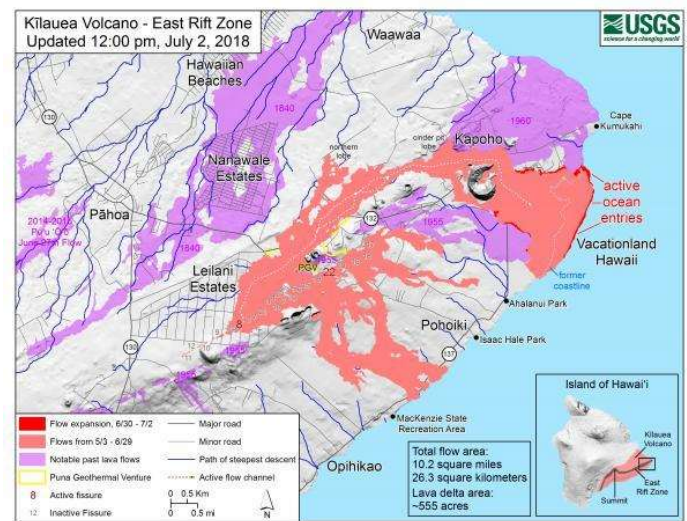 Kīlauea Volcano - East Rift Zone
Updated 12:00 pm, July 2, 2018
USGS
science for a changing world
Waawaa
Hawaiian
Beaches
1840
130
1960
Cape
Kumukahi
Kapoho
northern
lobe
cinder pit
lobe
Nanawale
Estates
active
ocean
entries
Pāhoa
132
1955
1840
Vacationland
Hawaii
former
coastline
PGV
22
Leilani
Estates
8
Ahalanui Park
Pohoiki
Isaac Hale Park
130
137
1955
MacKenzie State
Recreation Area
Opihikao
Flow expansion, 6/30 - 7/2
Flows from 5/3 - 6/29
Notable past lava flows
Puna Geothermal Venture
8 Active fissure
12 Inactive Fissure
Major road
Minor road
Path of steepest descent
Active flow channel
0 0.5 Km
0 0.5 mi
N
Total flow area:
10.2 square miles
26.3 square kilometers
Lava delta area:
~555 acres
Island of Hawai'i
Kīlauea
Volcano
Summit
East
Rift Zone